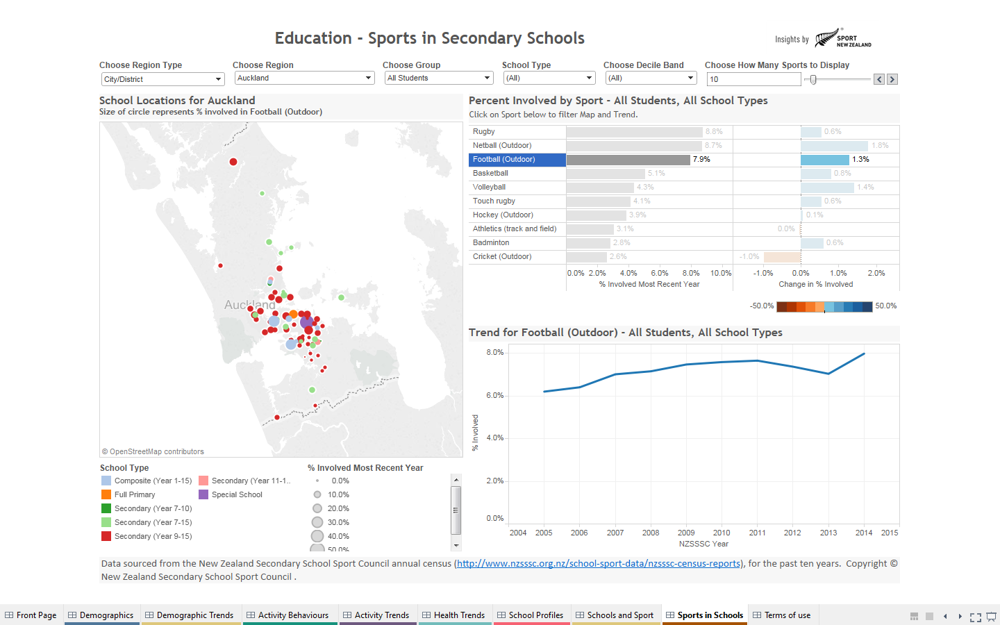 Education - Sports in Secondary Schools
Insights by
SPORT
NEW ZEALAND
Choose Region Type
Choose Region
Choose Group
School Type
Choose Decile Band
Choose How Many Sports to Display
City/District
Auckland
All Students
(All)
(All)
10
School Locations for Auckland
Size of circle represents % involved in Football (Outdoor)
Auckland
© OpenStreetMap contributors
Percent Involved by Sport - All Students, All School Types
Click on Sport below to filter Map and Trend.
Rugby 8.8% 0.6%
Netball (Outdoor) 8.7% 1.8%
Football (Outdoor) 7.9% 1.3%
Basketball 5.1% 0.8%
Volleyball 4.3% 1.4%
Touch rugby 4.1% 0.6%
Hockey (Outdoor) 3.9% 0.1%
Athletics (track and field) 3.1% 0.0%
Badminton 2.8% 0.6%
Cricket (Outdoor) 2.6% -1.0%
0.0% 2.0% 4.0% 6.0% 8.0% 10.0% -1.0% 0.0% 1.0% 2.0%
% Involved Most Recent Year
Change in % Involved
-50.0% 50.0%
Trend for Football (Outdoor) - All Students, All School Types
8.0%
6.0%
4.0%
2.0%
0.0%
% Involved
2004 2005 2006 2007 2008 2009 2010 2011 2012 2013 2014 2015
NZSSSC Year
School Type
Composite (Year 1-15)
Full Primary
Secondary (Year 7-10)
Secondary (Year 7-15)
Secondary (Year 9-15)
Secondary (Year 11-1..
Special School
% Involved Most Recent Year
0.0%
10.0%
20.0%
30.0%
40.0%
50.0%
Data sourced from the New Zealand Secondary School Sport Council annual census (http://www.nzsssc.org.nz/school-sport-data/nzsssc-census-reports), for the past ten years. Copyright ©
New Zealand Secondary School Sport Council .
Front Page
Demographics
Demographic Trends
Activity Behaviours
Activity Trends
Health Trends
School Profiles
Schools and Sport
Sports in Schools
Terms of use